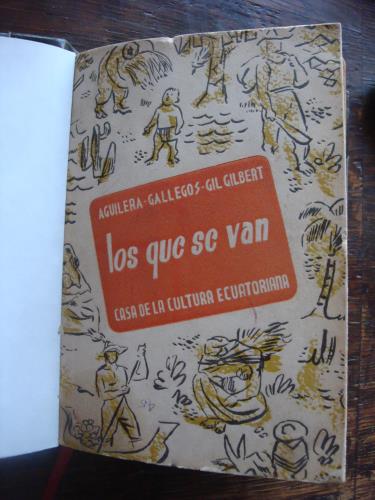 AGUILERA-GALLEGOS-GIL GILBERT
los que se van
CASA DE LA CULTURA ECUATORIANA